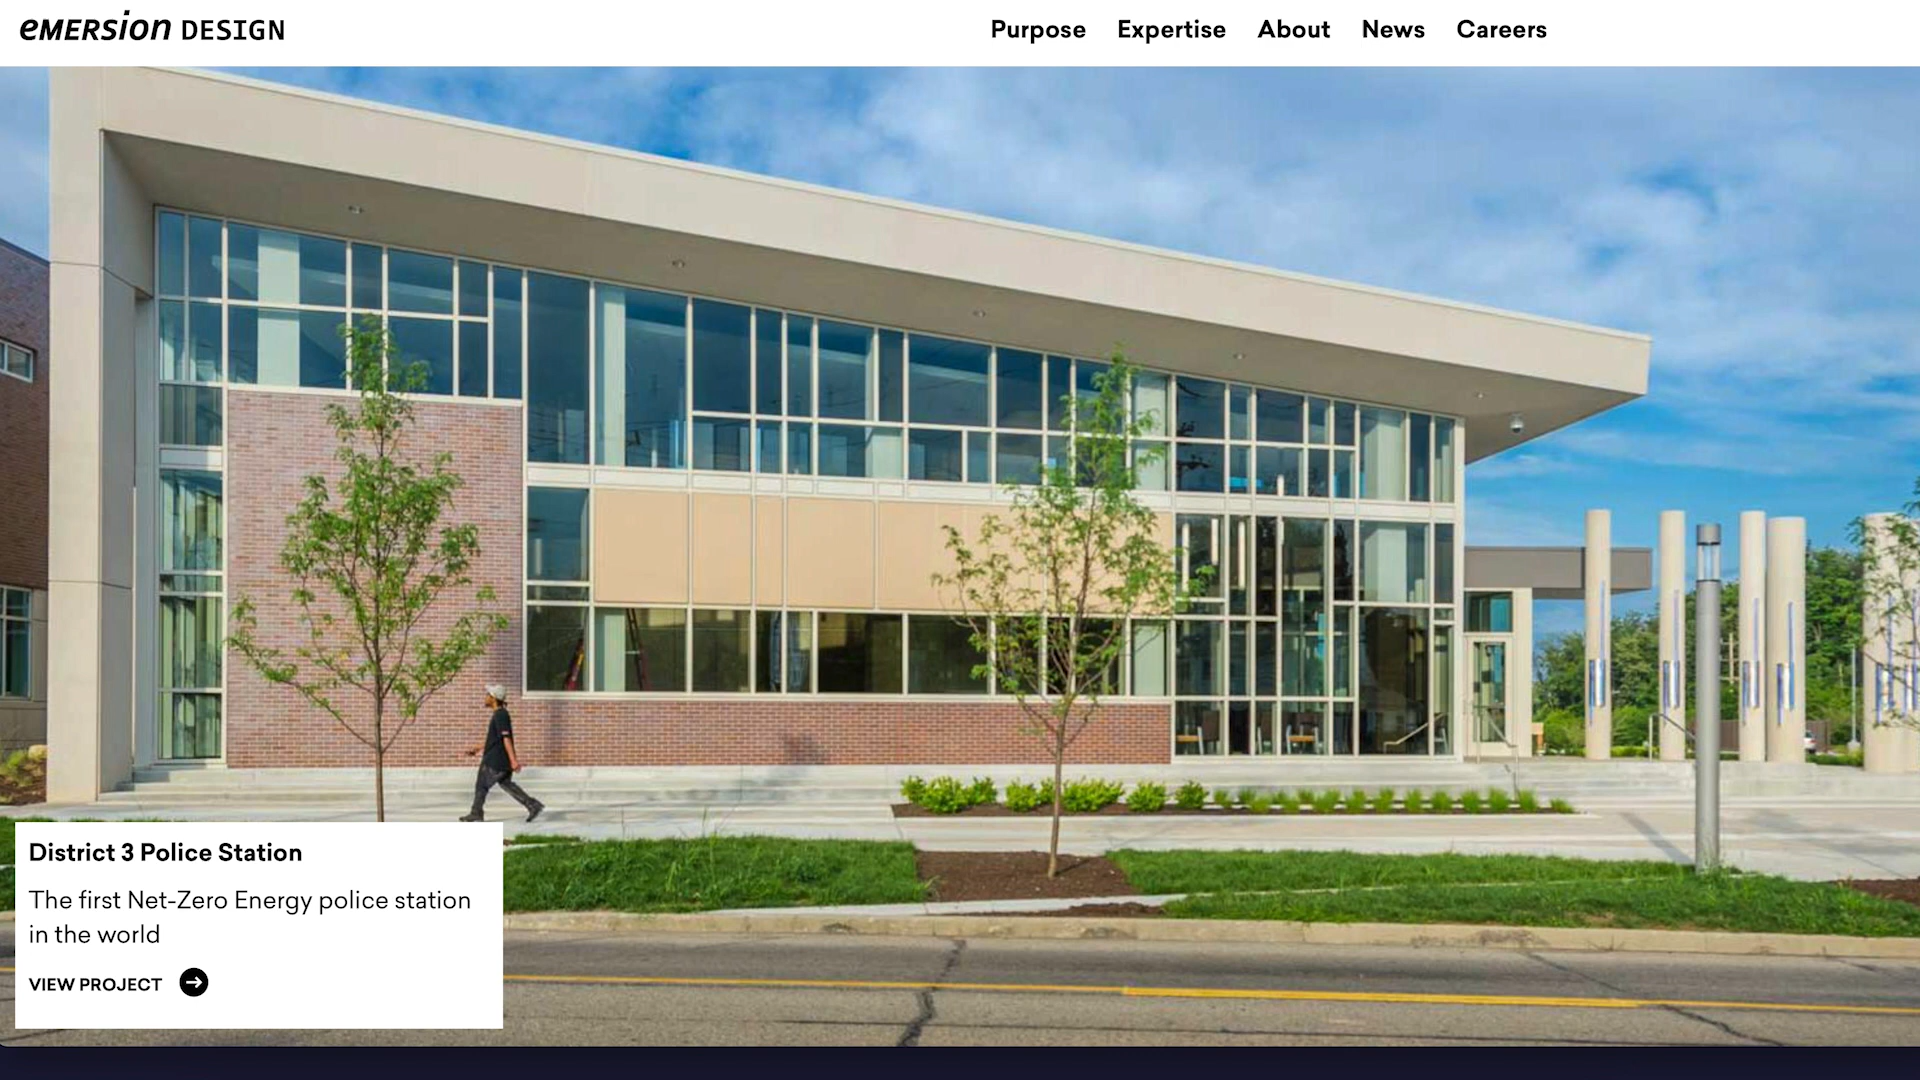 eMERSion DESIGN
Purpose Expertise About News Careers
District 3 Police Station
The first Net-Zero Energy police station
in the world
VIEW PROJECT